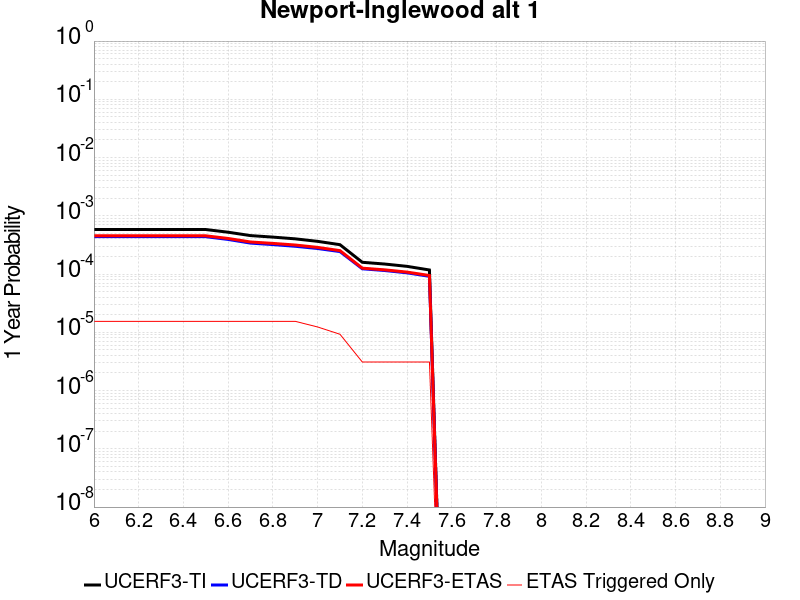 Newport-Inglewood alt 1
1 Year Probability
10^0
10^-1
10^-2
10^-3
10^-4
10^-5
10^-6
10^-7
10^-8
6 6.2 6.4 6.6 6.8 7 7.2 7.4 7.6 7.8 8 8.2 8.4 8.6 8.8 9
Magnitude
UCERF3-TI UCERF3-TD UCERF3-ETAS ETAS Triggered Only